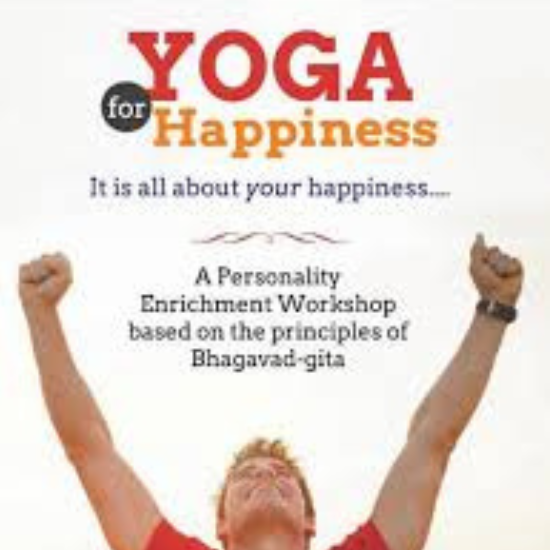 YOGA
for Happiness
It is all about your happiness....
A Personality
Enrichment Workshop
based on the principles of
Bhagavad-gita